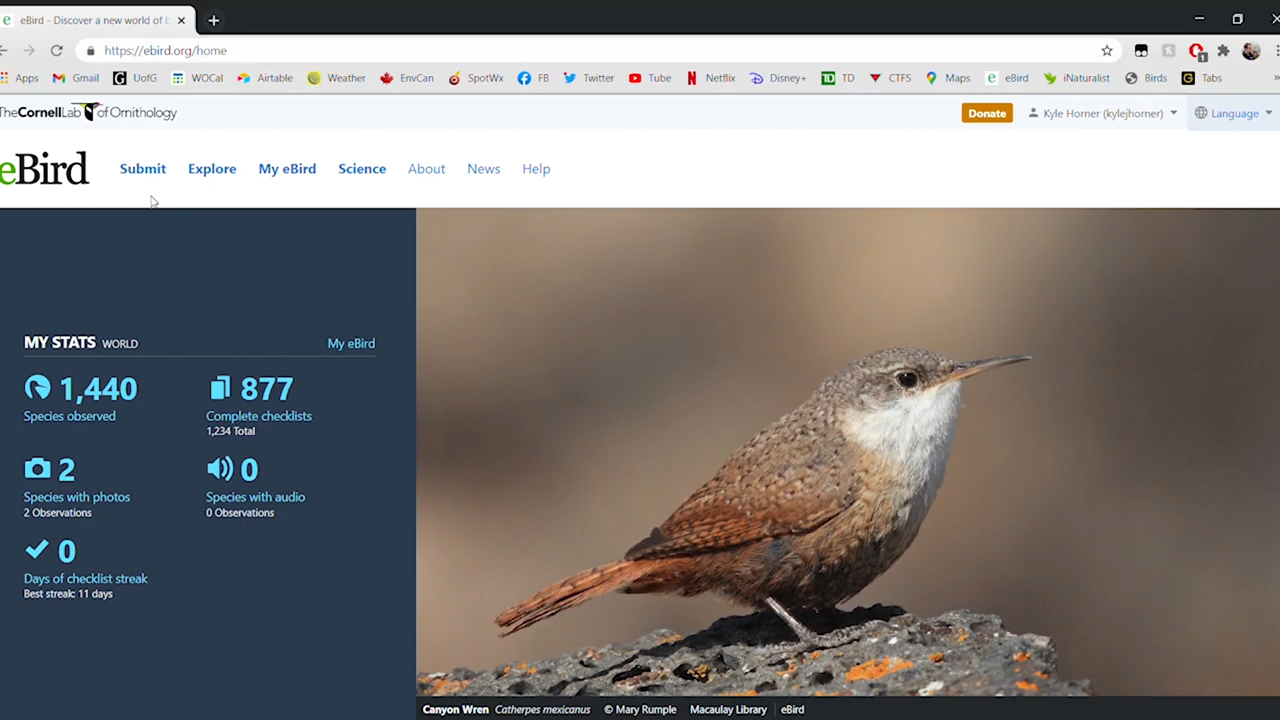 eBird - Discover a new world of b
https://ebird.org/home
Apps Gmail UofG WOCal Airtable Weather EnvCan SpotWx FB Twitter Tube Netflix Disney+ TD CTFS Maps eBird iNaturalist Birds Tabs
TheCornellLab of Ornithology Donate Kyle Horner (kylejhorner) Language
eBird Submit Explore My eBird Science About News Help
MY STATS WORLD My eBird
1,440 877
Species observed Complete checklists
1,234 Total
2 0
Species with photos Species with audio
2 Observations 0 Observations
0
Days of checklist streak
Best streak: 11 days
Canyon Wren Catherpes mexicanus © Mary Rumple Macaulay Library eBird